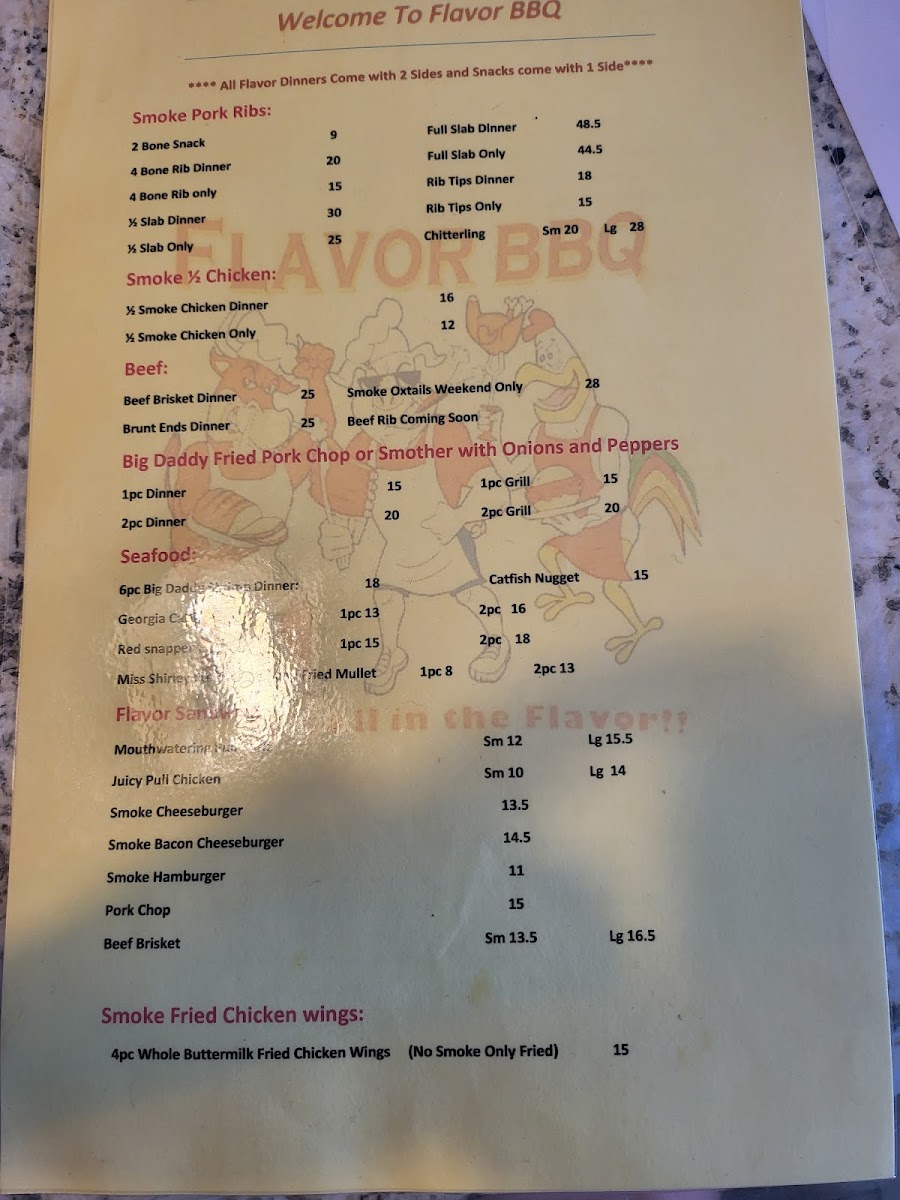 Welcome To Flavor BBQ
**** All Flavor Dinners Come with 2 Sides and Snacks come with 1 Side****
Smoke Pork Ribs:
2 Bone Snack 9 Full Slab Dinner 48.5
4 Bone Rib Dinner 20 Full Slab Only 44.5
4 Bone Rib only 15 Rib Tips Dinner 18
½ Slab Dinner 30 Rib Tips Only 15
½ Slab Only 25 Chitterling Sm 20 Lg 28
FLAVOR BBQ
Smoke ½ Chicken:
½ Smoke Chicken Dinner 16
½ Smoke Chicken Only 12
Beef:
Beef Brisket Dinner 25 Smoke Oxtails Weekend Only 28
Brunt Ends Dinner 25 Beef Rib Coming Soon
Big Daddy Fried Pork Chop or Smother with Onions and Peppers
1pc Dinner 15 1pc Grill 15
2pc Dinner 20 2pc Grill 20
Seafood:
6pc Big Daddy Shrimp Dinner: 18 Catfish Nugget 15
Georgia 1pc 13 2pc 16
Red snapper 1pc 15 2pc 18
Miss Shirley Fried Mullet 1pc 8 2pc 13
Flavor
in the Flavor!!
Mouthwatering Sm 12 Lg 15.5
Juicy Pull Chicken Sm 10 Lg 14
Smoke Cheeseburger 13.5
Smoke Bacon Cheeseburger 14.5
Smoke Hamburger 11
Pork Chop 15
Beef Brisket Sm 13.5 Lg 16.5
Smoke Fried Chicken wings:
4pc Whole Buttermilk Fried Chicken Wings (No Smoke Only Fried) 15